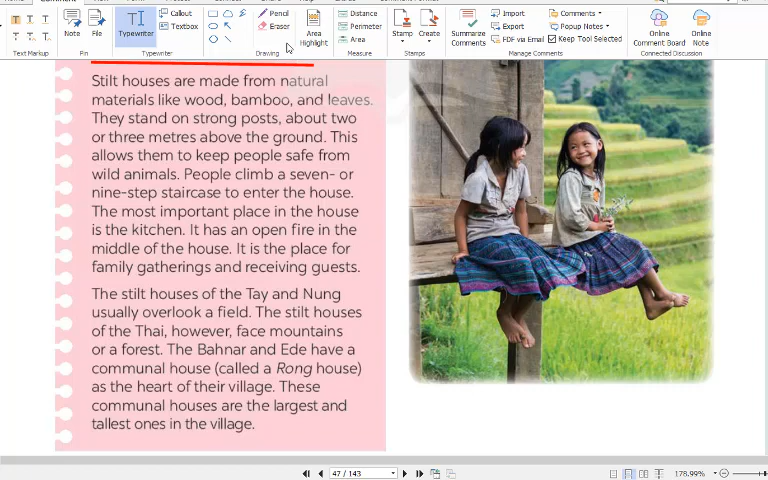 Callout
Textbox
Note
File
Typewriter
Text Markup
Pin
Typewriter
Pencil
Eraser
Drawing
Area
Highlight
Distance
Perimeter
Area
Measure
Stamp
Create
Stamps
Summarize
Comments
Import
Export
FDF via Email
Comments
Popup Notes
Keep Tool Selected
Manage Comments
Online
Comment Board
Online
Note
Connected Discussion
Stilt houses are made from natural
materials like wood, bamboo, and leaves.
They stand on strong posts, about two
or three metres above the ground. This
allows them to keep people safe from
wild animals. People climb a seven- or
nine-step staircase to enter the house.
The most important place in the house
is the kitchen. It has an open fire in the
middle of the house. It is the place for
family gatherings and receiving guests.
The stilt houses of the Tay and Nung
usually overlook a field. The stilt houses
of the Thai, however, face mountains
or a forest. The Bahnar and Ede have a
communal house (called a Rong house)
as the heart of their village. These
communal houses are the largest and
tallest ones in the village.
47 / 143
178.99%